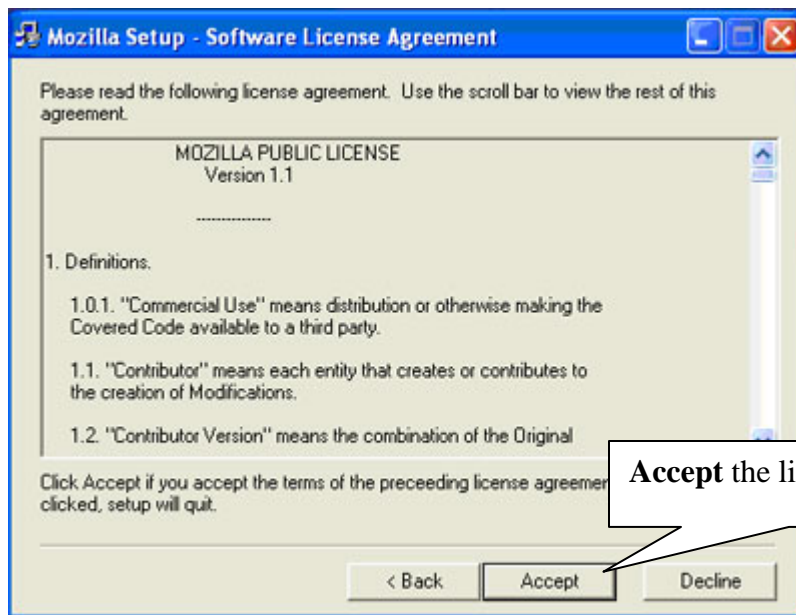 Mozilla Setup - Software License Agreement
Please read the following license agreement. Use the scroll bar to view the rest of this
agreement.
MOZILLA PUBLIC LICENSE
Version 1.1
---------------
1. Definitions.
1.0.1. "Commercial Use" means distribution or otherwise making the
Covered Code available to a third party.
1.1. "Contributor" means each entity that creates or contributes to
the creation of Modifications.
1.2. "Contributor Version" means the combination of the Original
Click Accept if you accept the terms of the preceeding license
clicked, setup will quit.
Accept the
< Back
Accept
Decline